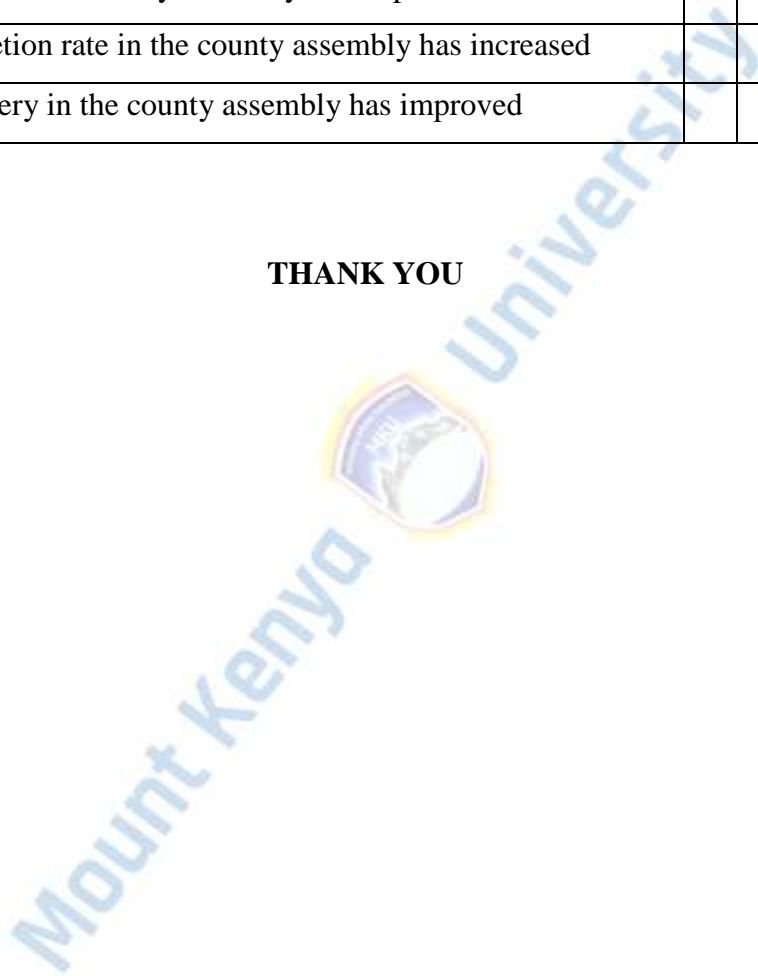 etion rate in the county assembly has increased
ery in the county assembly has improved
THANK YOU
Mount Kenya University
MKU